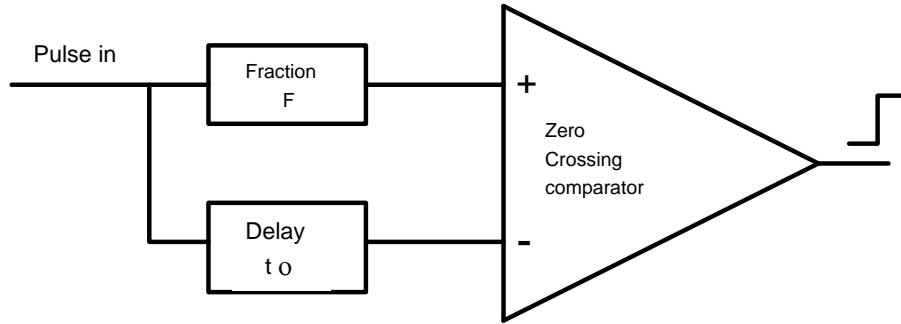 Pulse in
Fraction
F
+
Zero
Crossing
comparator
Delay
t o
-